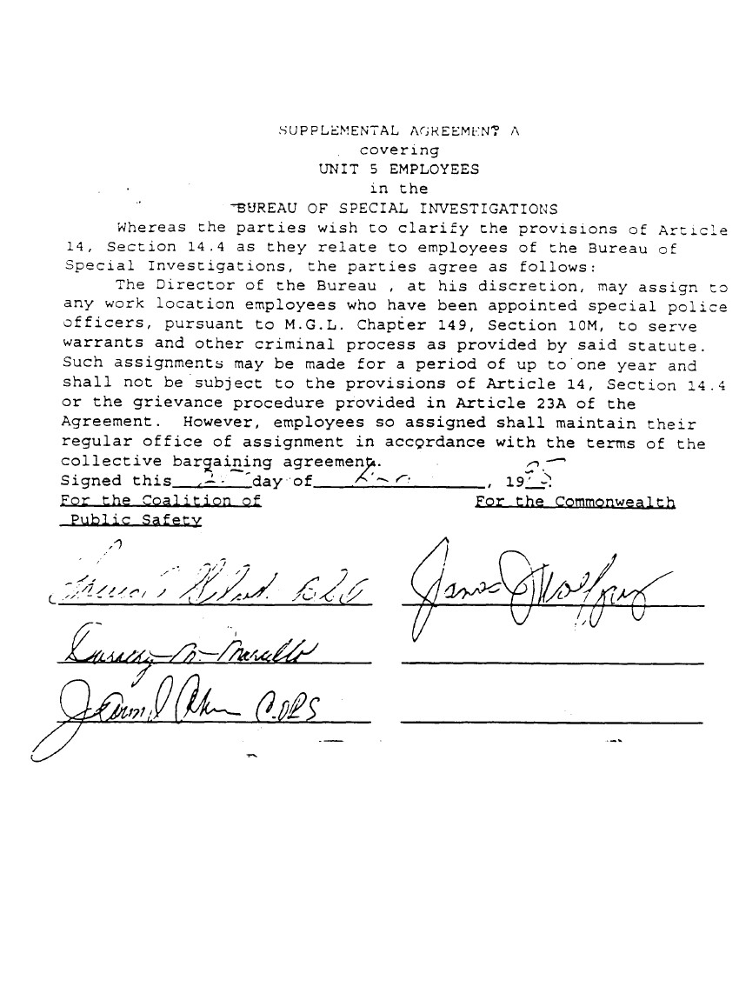 SUPPLEMENTAL AGREEMENT A
covering
UNIT 5 EMPLOYEES
in the
BUREAU OF SPECIAL INVESTIGATIONS
Whereas the parties wish to clarify the provisions of Article
14, Section 14.4 as they relate to employees of the Bureau of
Special Investigations, the parties agree as follows:
The Director of the Bureau , at his discretion, may assign to
any work location employees who have been appointed special police
officers, pursuant to M.G.L. Chapter 149, Section 10M, to serve
warrants and other criminal process as provided by said statute.
Such assignments may be made for a period of up to one year and
shall not be subject to the provisions of Article 14, Section 14.4
or the grievance procedure provided in Article 23A of the
Agreement. However, employees so assigned shall maintain their
regular office of assignment in accordance with the terms of the
collective bargaining agreement.
Signed this day of , 19
For the Coalition of For the Commonwealth
Public Safety
James J
M.
C.O.P.S